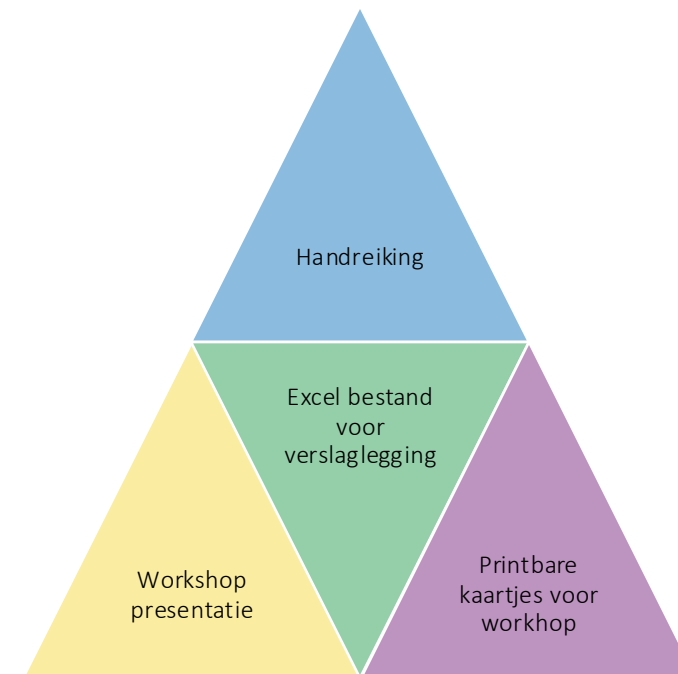 Handreiking
Excel bestand
voor
verslaglegging
Workshop
presentatie
Printbare
kaartjes voor
workhop